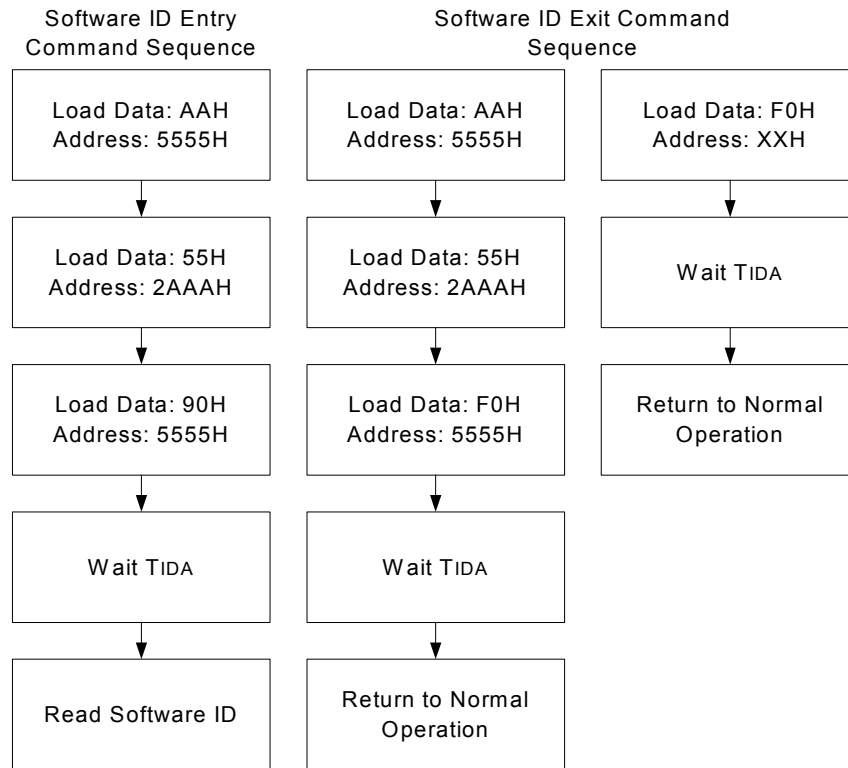 Software ID Entry
Command Sequence
Load Data: AAH
Address: 5555H
Load Data: 55H
Address: 2AAAH
Load Data: 90H
Address: 5555H
Wait TIDA
Read Software ID
Software ID Exit Command
Sequence
Load Data: AAH
Address: 5555H
Load Data: 55H
Address: 2AAAH
Load Data: F0H
Address: 5555H
Wait TIDA
Return to Normal
Operation
Load Data: F0H
Address: XXH
Wait TIDA
Return to Normal
Operation